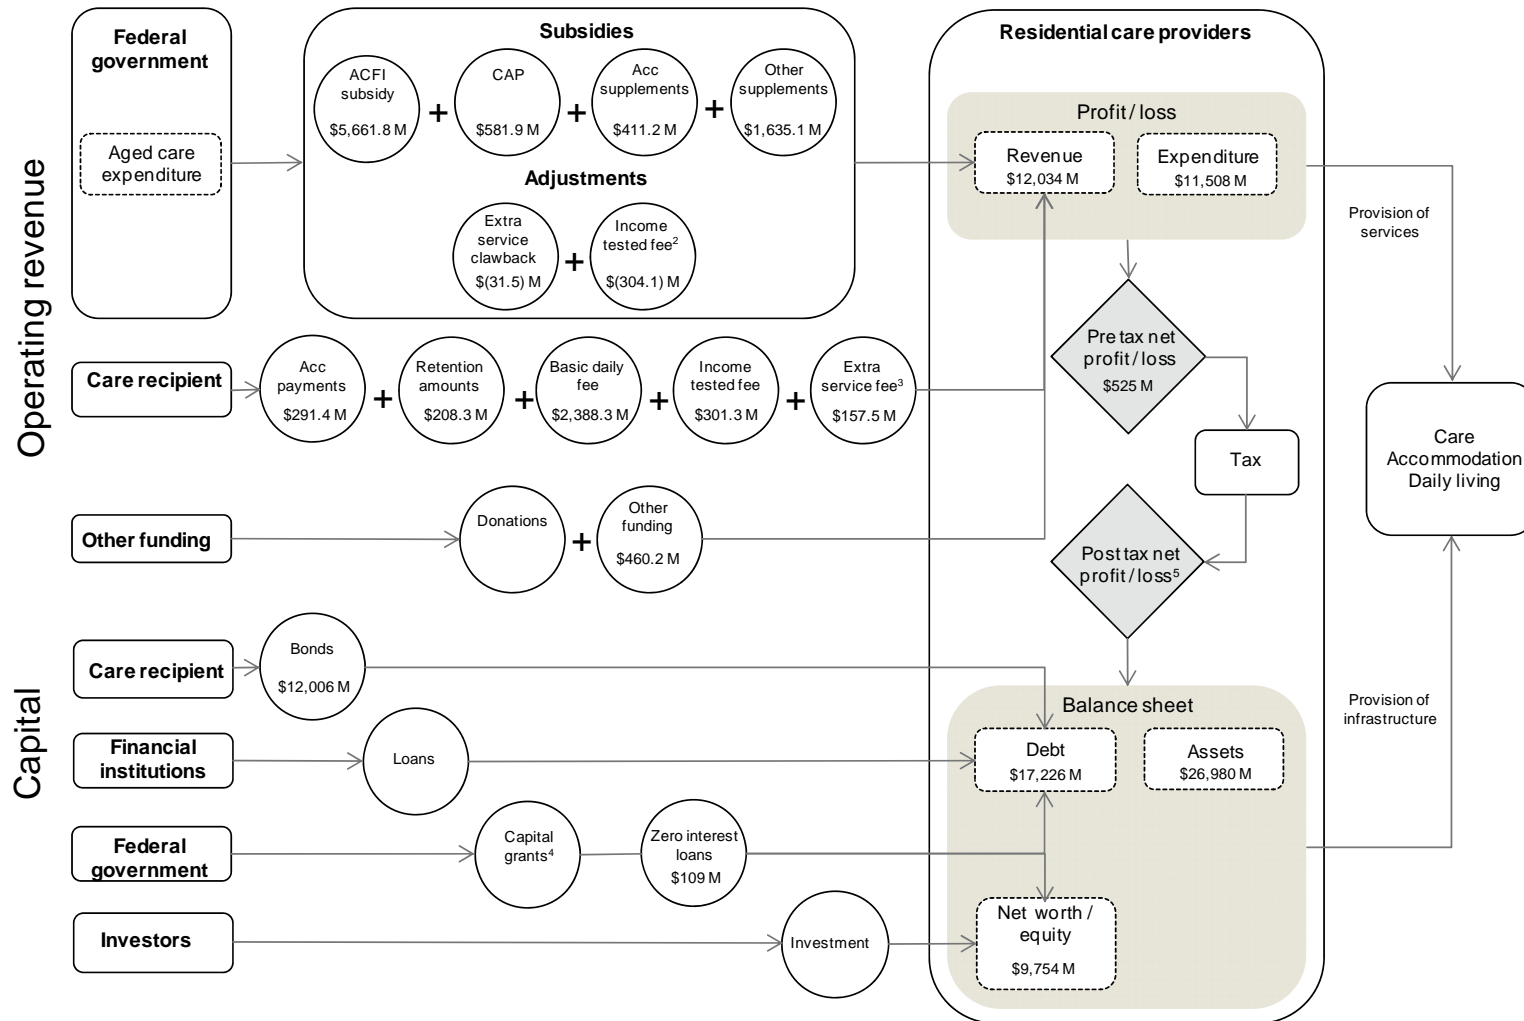 Operating revenue
Federal
government
Aged care
expenditure
Subsidies
ACFI
subsidy
$5,661.8 M
+
CAP
$581.9 M
+
Acc
supplements
$411.2 M
+
Other
supplements
$1,635.1 M
Adjustments
Extra
service
clawback
$(31.5) M
+
Income
tested fee²
$(304.1) M
Care recipient
Acc
payments
$291.4 M
+
Retention
amounts
$208.3 M
+
Basic daily
fee
$2,388.3 M
+
Income
tested fee
$301.3 M
+
Extra
service fee³
$157.5 M
Other funding
Donations
+
Other
funding
$460.2 M
Capital
Care recipient
Bonds
$12,006 M
Financial
institutions
Loans
Federal
government
Capital
grants⁴
Zero interest
loans
$109 M
Investors
Investment
Residential care providers
Profit / loss
Revenue
$12,034 M
Expenditure
$11,508 M
Pre tax net
profit / loss
$525 M
Tax
Post tax net
profit / loss⁵
Balance sheet
Debt
$17,226 M
Assets
$26,980 M
Net worth /
equity
$9,754 M
Provision of
services
Care
Accommodation
Daily living
Provision of
infrastructure